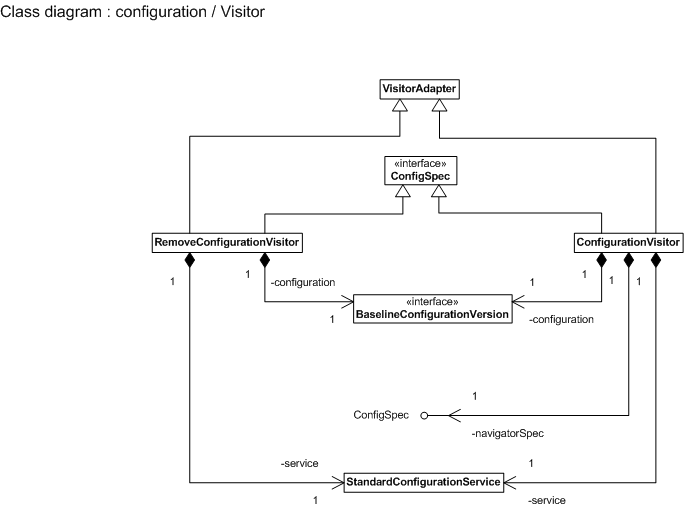 Class diagram : configuration / Visitor
VisitorAdapter
«interface»
ConfigSpec
RemoveConfigurationVisitor
ConfigurationVisitor
1
1
-configuration
1
1
1
1
«interface»
BaselineConfigurationVersion
1
-configuration
1
ConfigSpec
-navigatorSpec
-service
1
StandardConfigurationService
1
-service